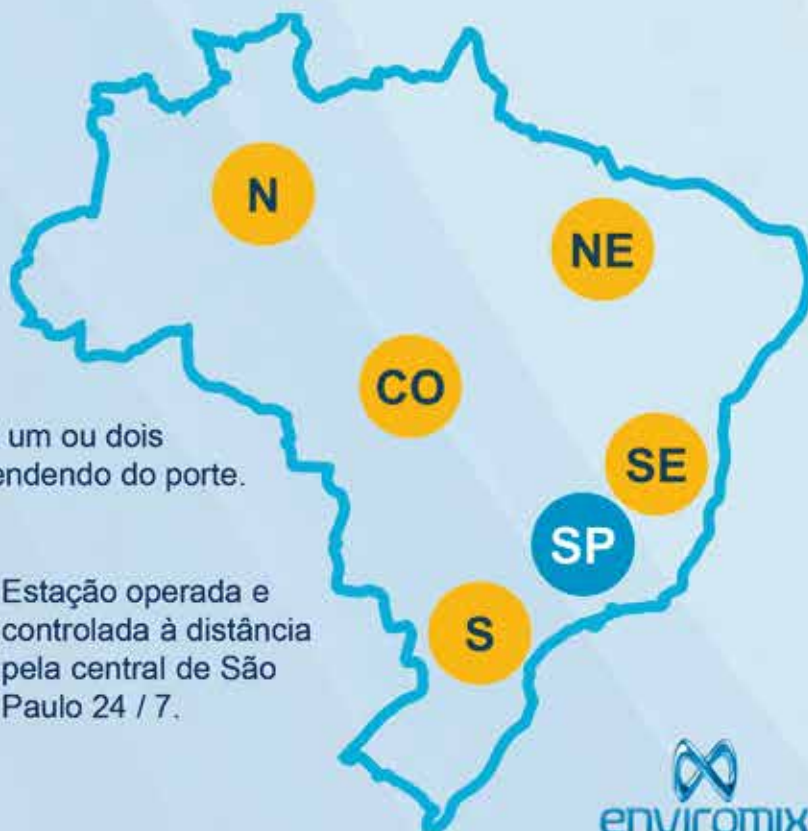 N
NE
CO
um ou dois
endendo do porte.
SE
SP
Estação operada e
controlada à distância
pela central de São
Paulo 24 / 7.
S
enviromix